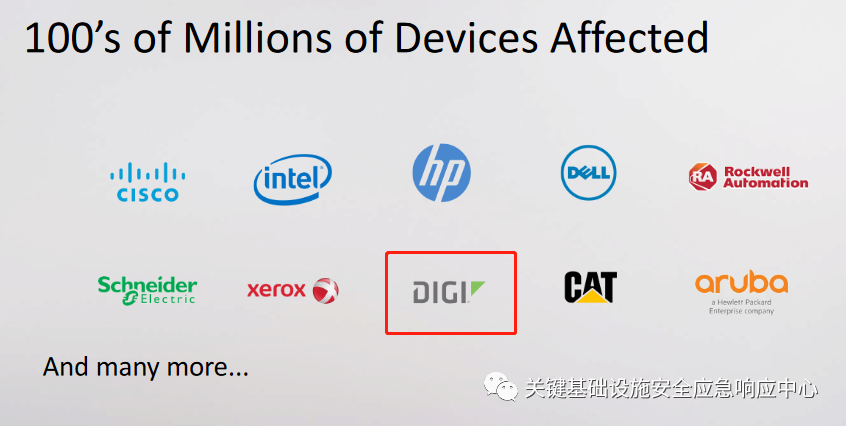 100's of Millions of Devices Affected
CISCO
intel
hp
DELL
RA Rockwell
Automation
Schneider
Electric
xerox
DIGI
CAT
aruba
a Hewlett Packard
Enterprise company
And many more...
关键基础设施安全应急响应中心